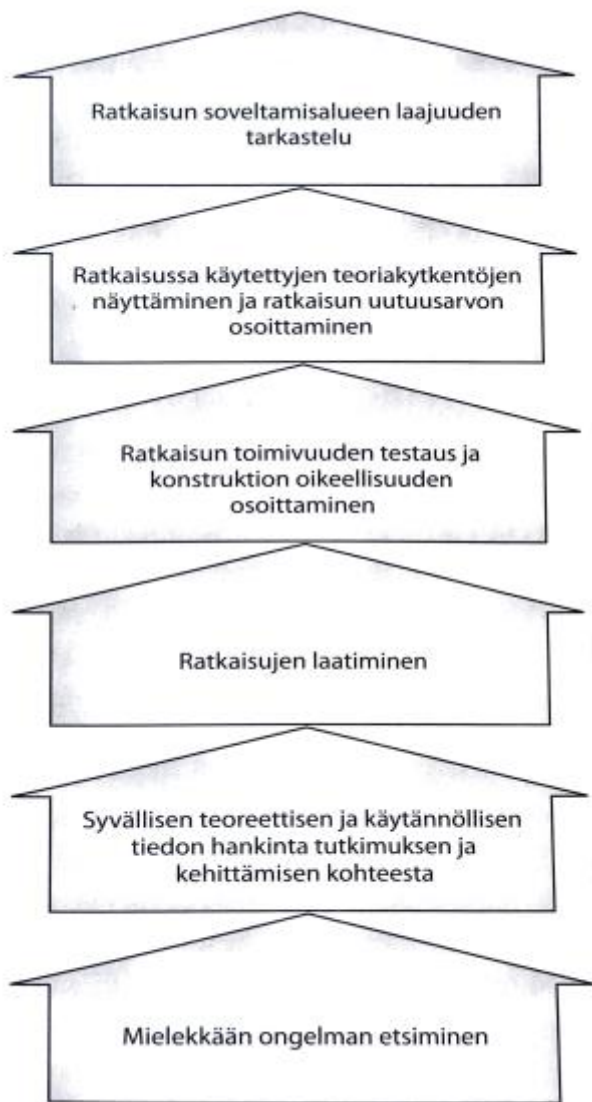 Ratkaisun soveltamisalueen laajuuden
tarkastelu
Ratkaisussa käytettyjen teoriakytkentöjen
näyttäminen ja ratkaisun uutuusarvon
osoittaminen
Ratkaisun toimivuuden testaus ja
konstruktion oikeellisuuden
osoittaminen
Ratkaisujen laatiminen
Syvällisen teoreettisen ja käytännöllisen
tiedon hankinta tutkimuksen ja
kehittämisen kohteesta
Mielekkään ongelman etsiminen